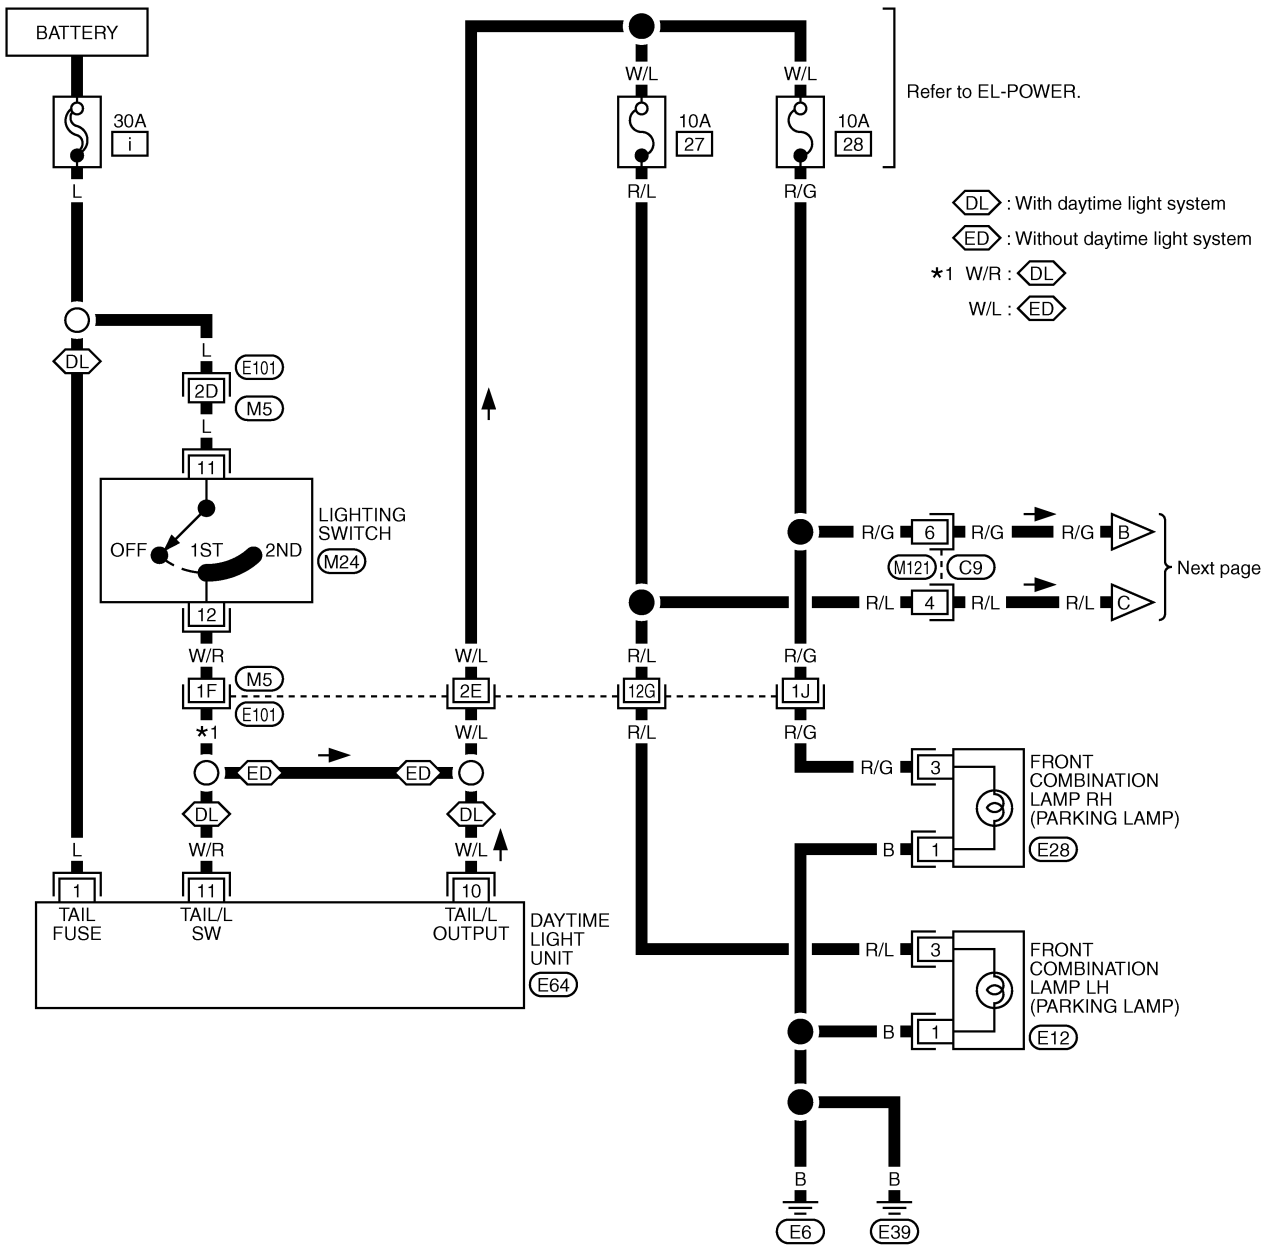 BATTERY
30A
i
L
W/L
W/L
10A
27
10A
28
Refer to EL-POWER.
R/L
R/G
DL : With daytime light system
ED : Without daytime light system
*1 W/R : DL
W/L : ED
DL
L
E101
2D
M5
L
11
OFF
1ST
2ND
LIGHTING
SWITCH
M24
12
W/R
W/L
R/L
R/G
R/G
6
R/G
R/G
B
M121
C9
R/L
4
R/L
R/L
C
Next page
1F
M5
E101
2E
12G
1J
*1
W/L
R/L
R/G
ED
ED
DL
DL
L
W/R
W/L
1
11
10
TAIL
FUSE
TAIL/L
SW
TAIL/L
OUTPUT
DAYTIME
LIGHT
UNIT
E64
R/G
3
B
1
FRONT
COMBINATION
LAMP RH
(PARKING LAMP)
E28
R/L
3
B
1
FRONT
COMBINATION
LAMP LH
(PARKING LAMP)
E12
B
B
E6
E39